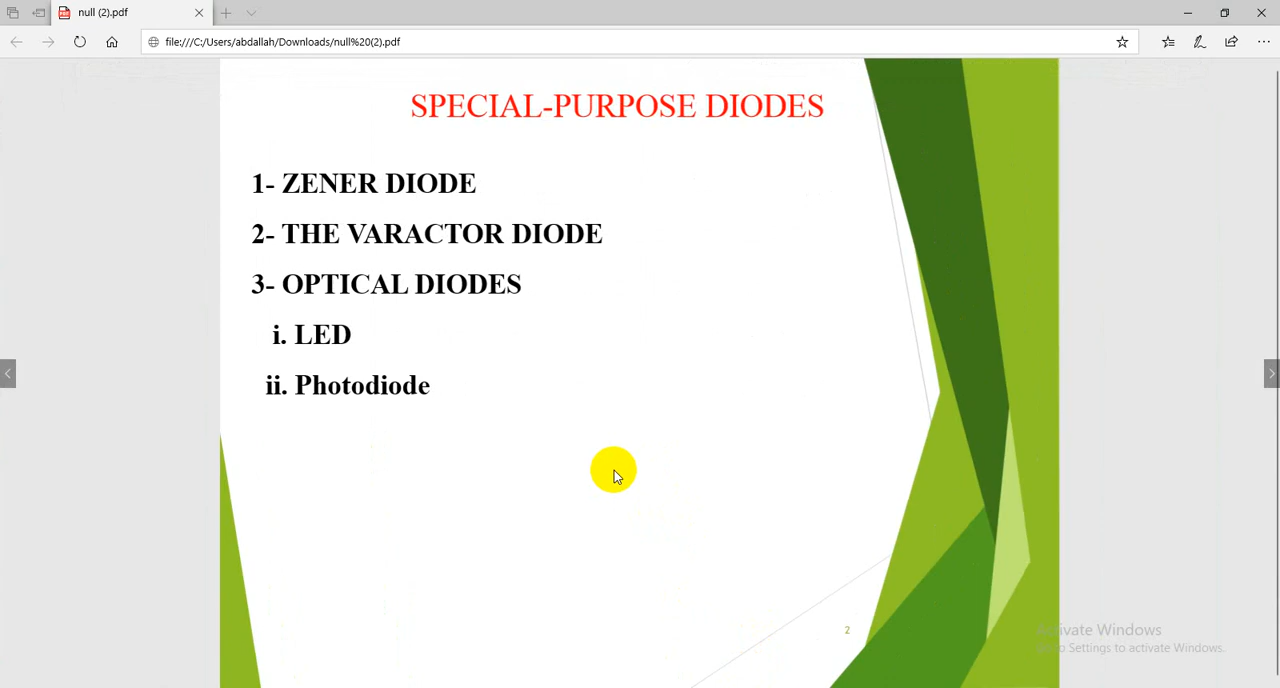 null (2).pdf
file:///C:/Users/abdallah/Downloads/null%20(2).pdf
SPECIAL-PURPOSE DIODES
1- ZENER DIODE
2- THE VARACTOR DIODE
3- OPTICAL DIODES
i. LED
ii. Photodiode
2
Activate Windows
Settings to activate Windows.